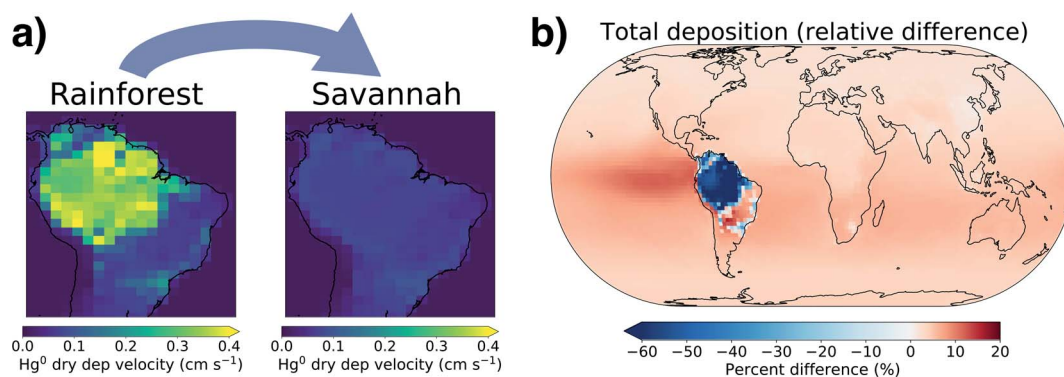 a)
Rainforest
Savannah
0.0 0.1 0.2 0.3 0.4
Hg⁰ dry dep velocity (cm s⁻¹)
0.0 0.1 0.2 0.3 0.4
Hg⁰ dry dep velocity (cm s⁻¹)
b)
Total deposition (relative difference)
−60 −50 −40 −30 −20 −10 0 10 20
Percent difference (%)